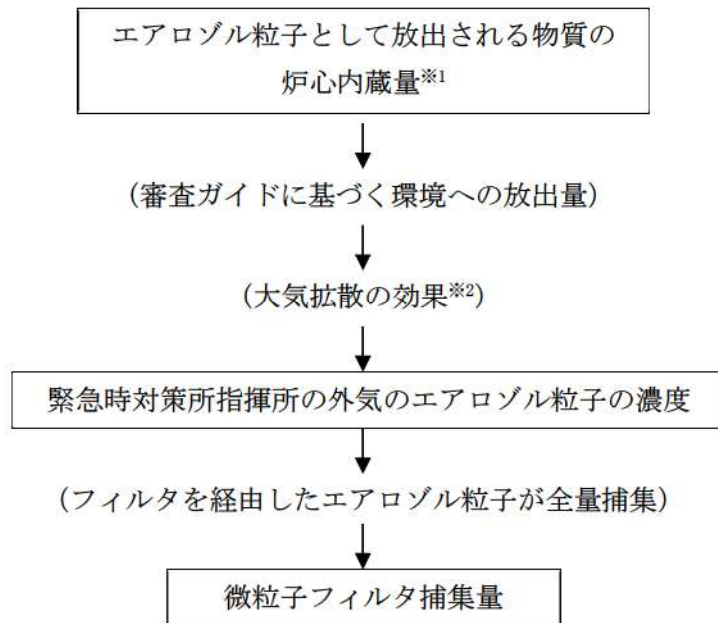 エアロゾル粒子として放出される物質の
炉心内蔵量※1
(審査ガイドに基づく環境への放出量)
(大気拡散の効果※2)
緊急時対策所指揮所の外気のエアロゾル粒子の濃度
(フィルタを経由したエアロゾル粒子が全量捕集)
微粒子フィルタ捕集量